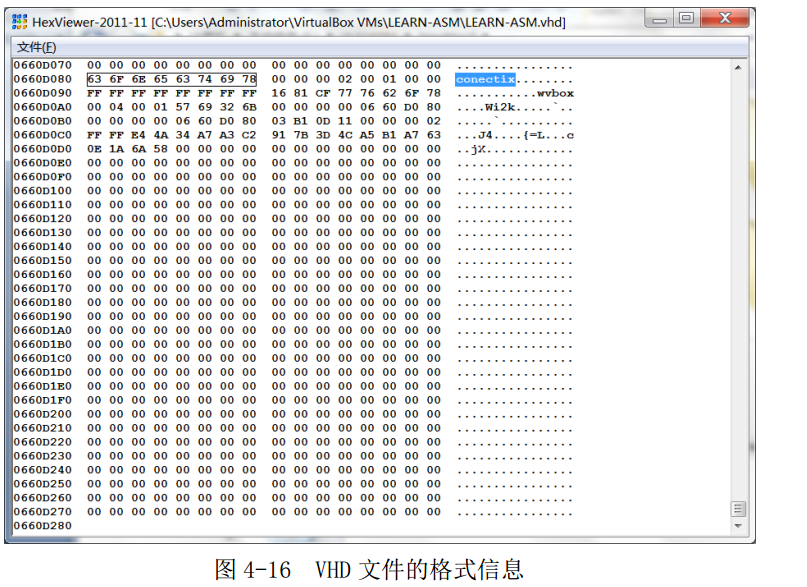 HexViewer-2011-11 [C:\Users\Administrator\VirtualBox VMs\LEARN-ASM\LEARN-ASM.vhd]
文件(F)
0660D070 00 00 00 00 00 00 00 00 00 00 00 00 00 00 00 00 ................
0660D080 63 6F 6E 65 63 74 69 78 00 00 00 02 00 01 00 00 conectix........
0660D090 FF FF FF FF FF FF FF FF 16 81 CF 77 76 62 6F 78 ...........wvbox
0660D0A0 00 04 00 01 57 69 32 6B 00 00 00 00 06 60 D0 80 ....Wi2k.....`..
0660D0B0 00 00 00 00 06 60 D0 80 03 B1 0D 11 00 00 00 02 .....`..........
0660D0C0 FF FF E4 4A 34 A7 A3 C2 91 7B 3D 4C A5 B1 A7 63 ...J4....{=L...c
0660D0D0 0E 1A 6A 58 00 00 00 00 00 00 00 00 00 00 00 00 ..jX............
0660D0E0 00 00 00 00 00 00 00 00 00 00 00 00 00 00 00 00 ................
0660D0F0 00 00 00 00 00 00 00 00 00 00 00 00 00 00 00 00 ................
0660D100 00 00 00 00 00 00 00 00 00 00 00 00 00 00 00 00 ................
0660D110 00 00 00 00 00 00 00 00 00 00 00 00 00 00 00 00 ................
0660D120 00 00 00 00 00 00 00 00 00 00 00 00 00 00 00 00 ................
0660D130 00 00 00 00 00 00 00 00 00 00 00 00 00 00 00 00 ................
0660D140 00 00 00 00 00 00 00 00 00 00 00 00 00 00 00 00 ................
0660D150 00 00 00 00 00 00 00 00 00 00 00 00 00 00 00 00 ................
0660D160 00 00 00 00 00 00 00 00 00 00 00 00 00 00 00 00 ................
0660D170 00 00 00 00 00 00 00 00 00 00 00 00 00 00 00 00 ................
0660D180 00 00 00 00 00 00 00 00 00 00 00 00 00 00 00 00 ................
0660D190 00 00 00 00 00 00 00 00 00 00 00 00 00 00 00 00 ................
0660D1A0 00 00 00 00 00 00 00 00 00 00 00 00 00 00 00 00 ................
0660D1B0 00 00 00 00 00 00 00 00 00 00 00 00 00 00 00 00 ................
0660D1C0 00 00 00 00 00 00 00 00 00 00 00 00 00 00 00 00 ................
0660D1D0 00 00 00 00 00 00 00 00 00 00 00 00 00 00 00 00 ................
0660D1E0 00 00 00 00 00 00 00 00 00 00 00 00 00 00 00 00 ................
0660D1F0 00 00 00 00 00 00 00 00 00 00 00 00 00 00 00 00 ................
0660D200 00 00 00 00 00 00 00 00 00 00 00 00 00 00 00 00 ................
0660D210 00 00 00 00 00 00 00 00 00 00 00 00 00 00 00 00 ................
0660D220 00 00 00 00 00 00 00 00 00 00 00 00 00 00 00 00 ................
0660D230 00 00 00 00 00 00 00 00 00 00 00 00 00 00 00 00 ................
0660D240 00 00 00 00 00 00 00 00 00 00 00 00 00 00 00 00 ................
0660D250 00 00 00 00 00 00 00 00 00 00 00 00 00 00 00 00 ................
0660D260 00 00 00 00 00 00 00 00 00 00 00 00 00 00 00 00 ................
0660D270 00 00 00 00 00 00 00 00 00 00 00 00 00 00 00 00 ................
0660D280
图 4-16 VHD 文件的格式信息